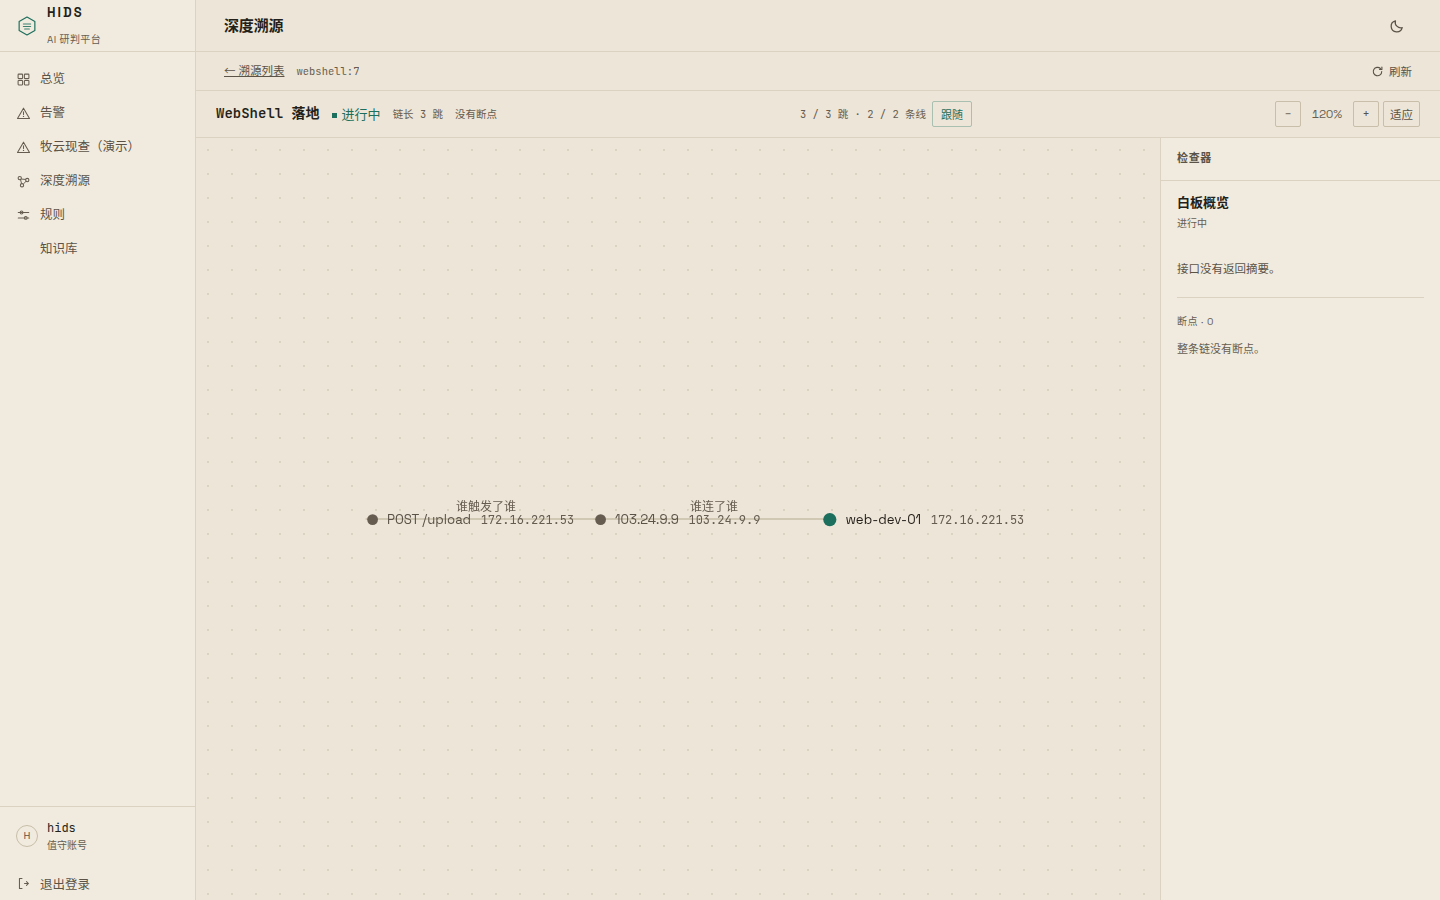 HIDS
AI 研判平台
总览
告警
牧云现查（演示）
深度溯源
规则
知识库
H
hids
值守账号
退出登录
深度溯源
← 溯源列表 webshell:7
刷新
WebShell 落地 进行中 链长 3 跳 没有断点
3 / 3 跳 · 2 / 2 条线 跟随
− 120% + 适应
谁触发了谁
谁连了谁
POST /upload 172.16.221.53
103.24.9.9 103.24.9.9
web-dev-01 172.16.221.53
检查器
白板概览
进行中
接口没有返回摘要。
断点 · 0
整条链没有断点。